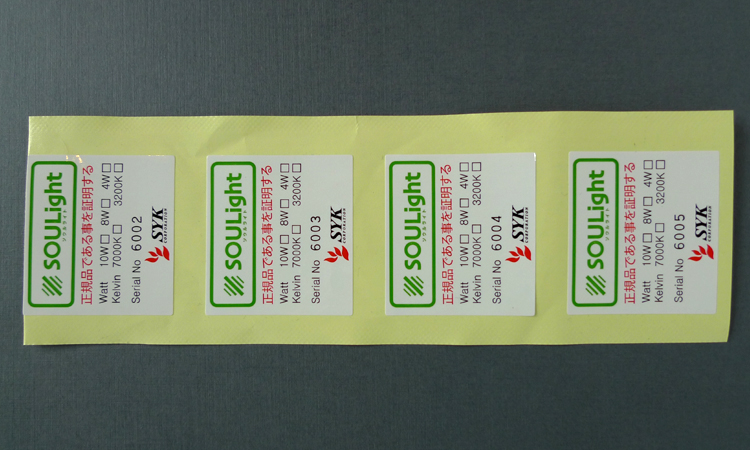 SOULight
ソウルライト
正規品である事を証明する
Watt 10W□ 8W□ 4W□
Kelvin 7000K□ 3200K□
Serial No 6002
SYK
CORPORATION
SOULight
ソウルライト
正規品である事を証明する
Watt 10W□ 8W□ 4W□
Kelvin 7000K□ 3200K□
Serial No 6003
SYK
CORPORATION
SOULight
ソウルライト
正規品である事を証明する
Watt 10W□ 8W□ 4W□
Kelvin 7000K□ 3200K□
Serial No 6004
SYK
CORPORATION
SOULight
ソウルライト
正規品である事を証明する
Watt 10W□ 8W□ 4W□
Kelvin 7000K□ 3200K□
Serial No 6005
SYK
CORPORATION